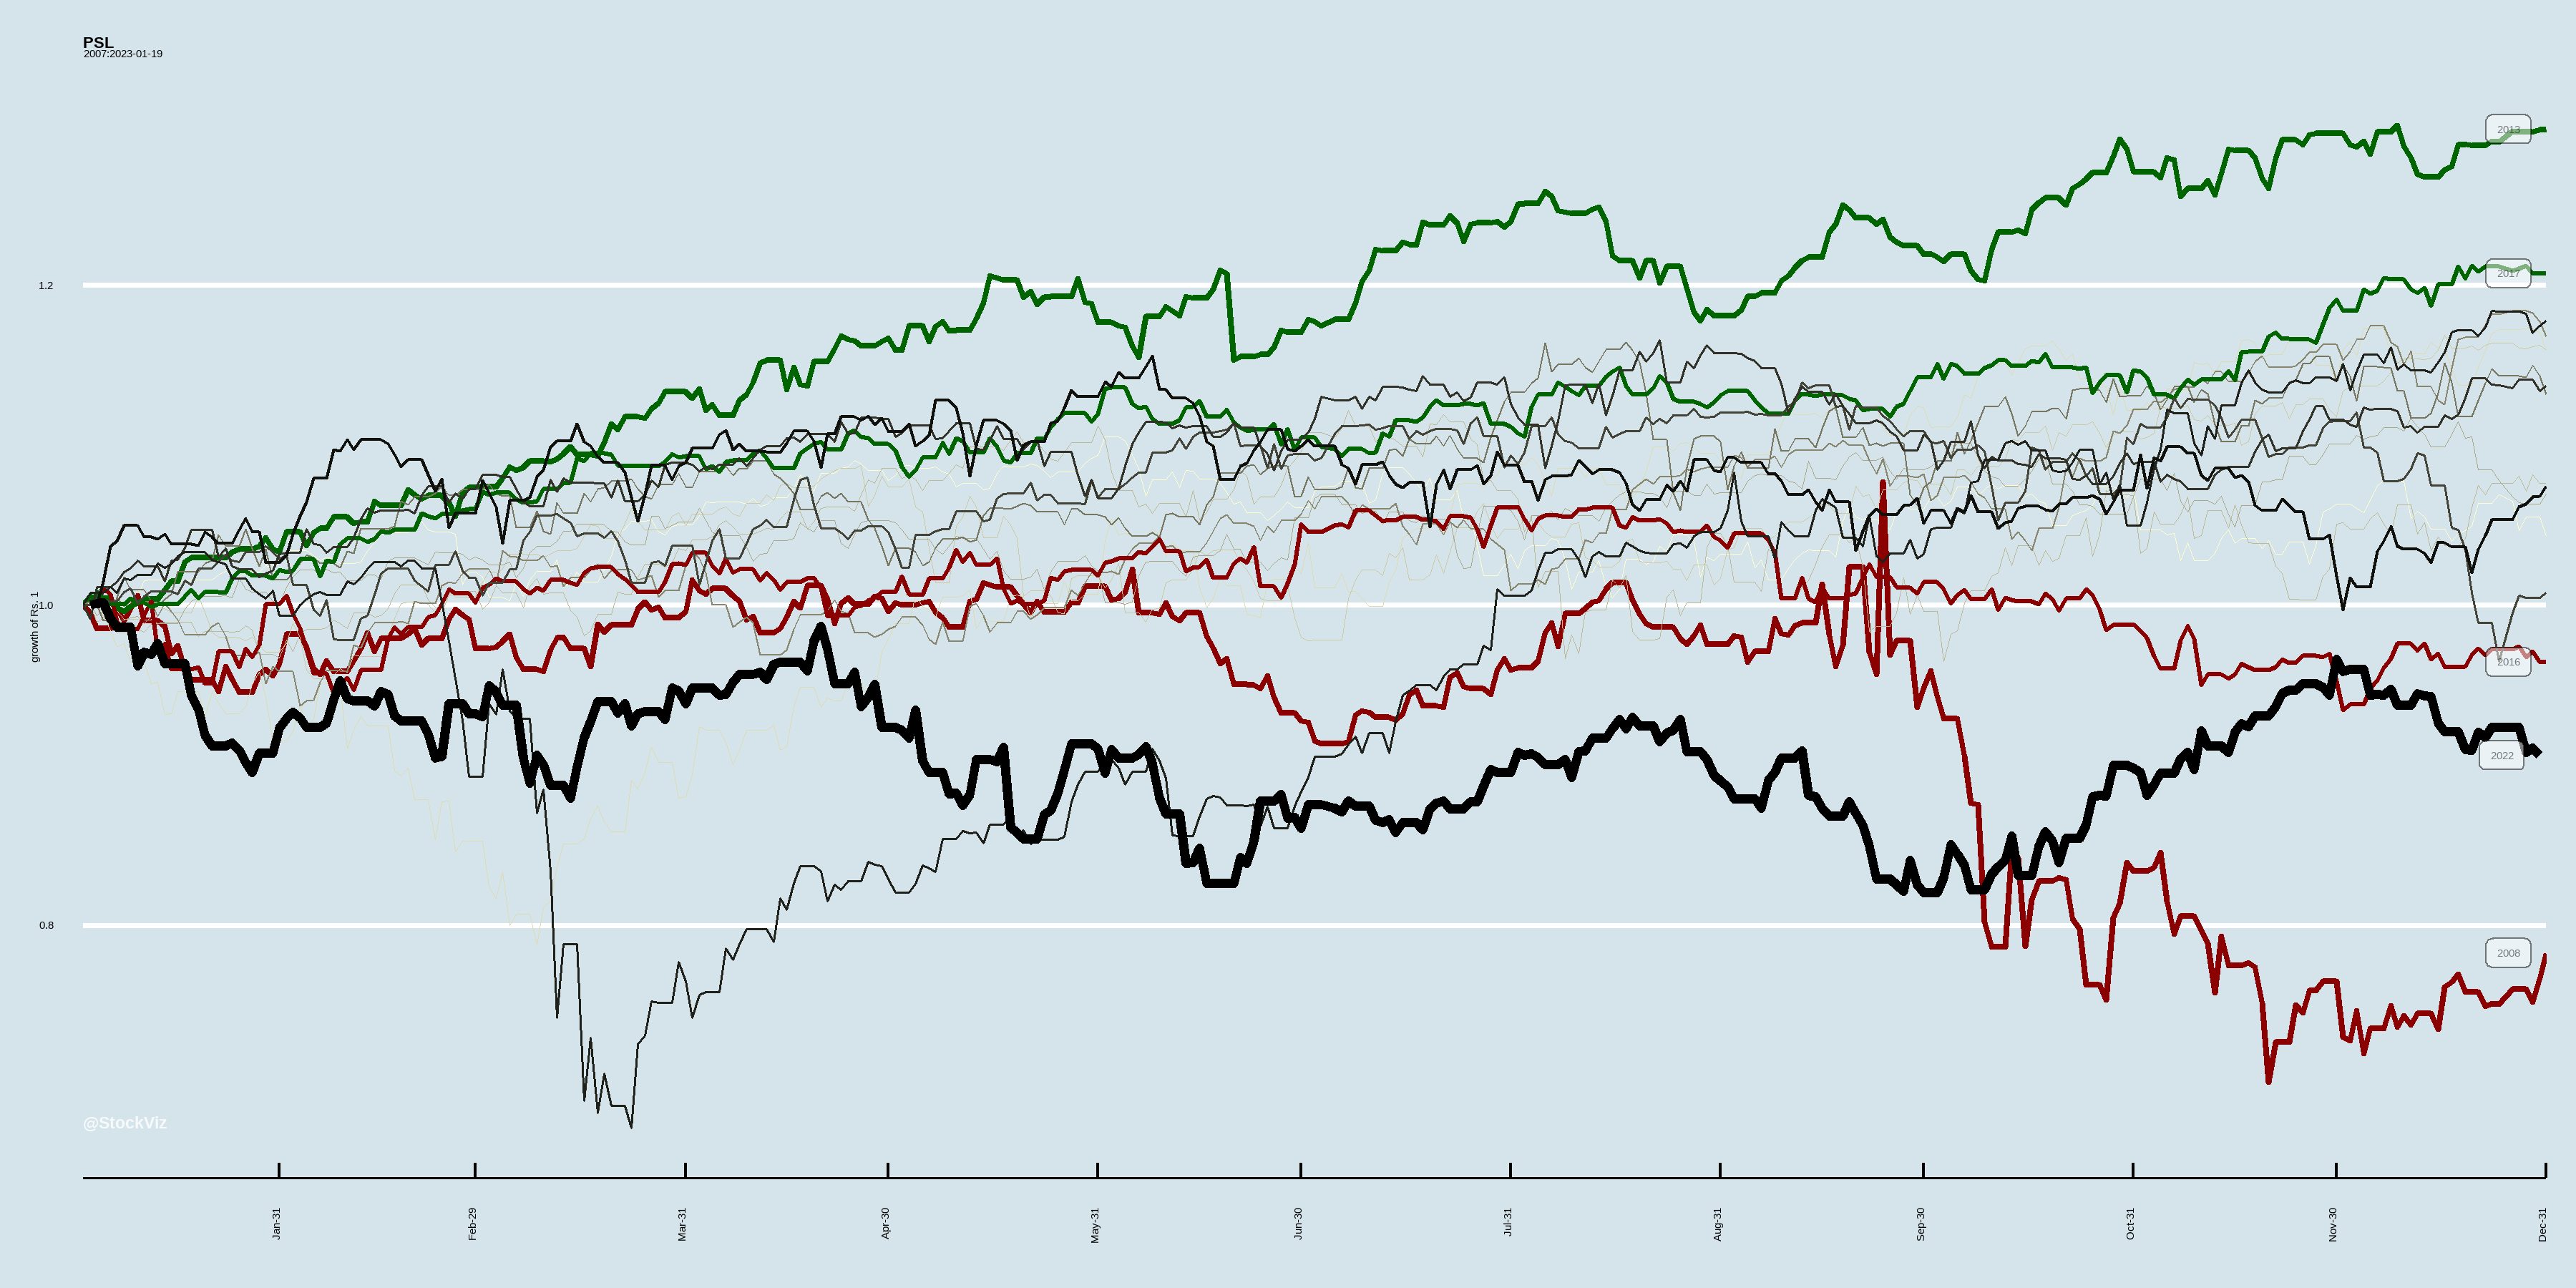 PSL
2007:2023-01-19
2013
1.2
2017
growth of Rs. 1
1.0
2016
2022
0.8
2008
@StockViz
Jan-31
Feb-29
Mar-31
Apr-30
May-31
Jun-30
Jul-31
Aug-31
Sep-30
Oct-31
Nov-30
Dec-31